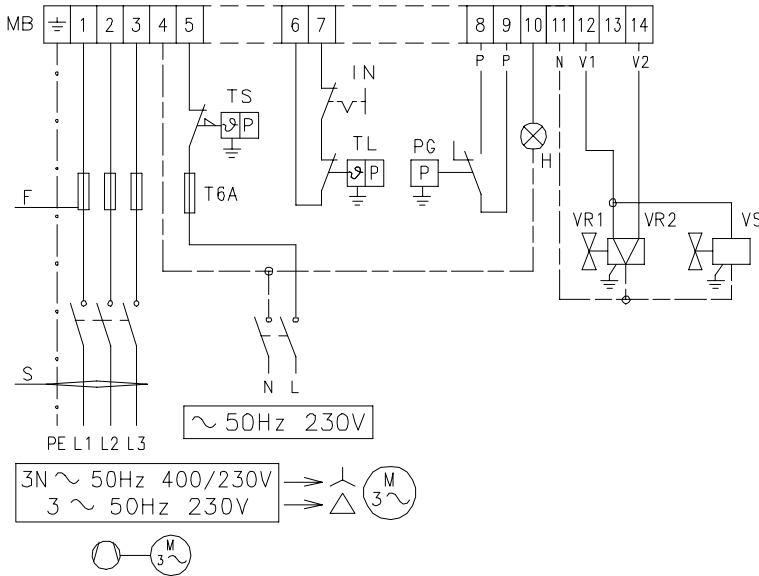 MB 1 2 3 4 5 6 7 8 9 10 11 12 13 14
P P N V1 V2
IN
TS
ϑ P
TL
ϑ P
PG
P
H
F
T6A
VR1 VR2 VS
S
N L
PE L1 L2 L3
~ 50Hz 230V
3N ~ 50Hz 400/230V
3 ~ 50Hz 230V
M
3~
M
3~